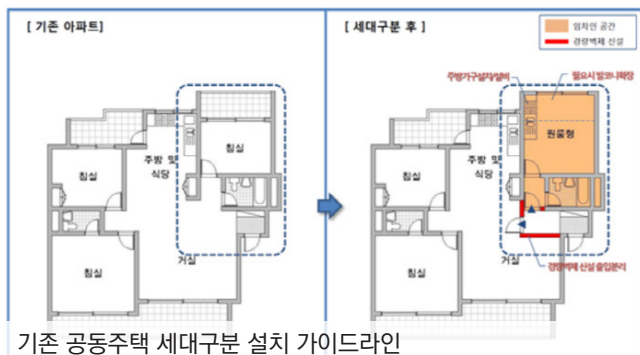 [ 기존 아파트]
[ 세대구분 후 ]
임차인 공간
경량벽체 신설
주방가구설치/설비
필요시 발코니확장
침실
주방 및
식당
침실
침실
거실
원룸형
침실
주방 및
식당
침실
거실
경량벽체 신설 출입분리
기존 공동주택 세대구분 설치 가이드라인